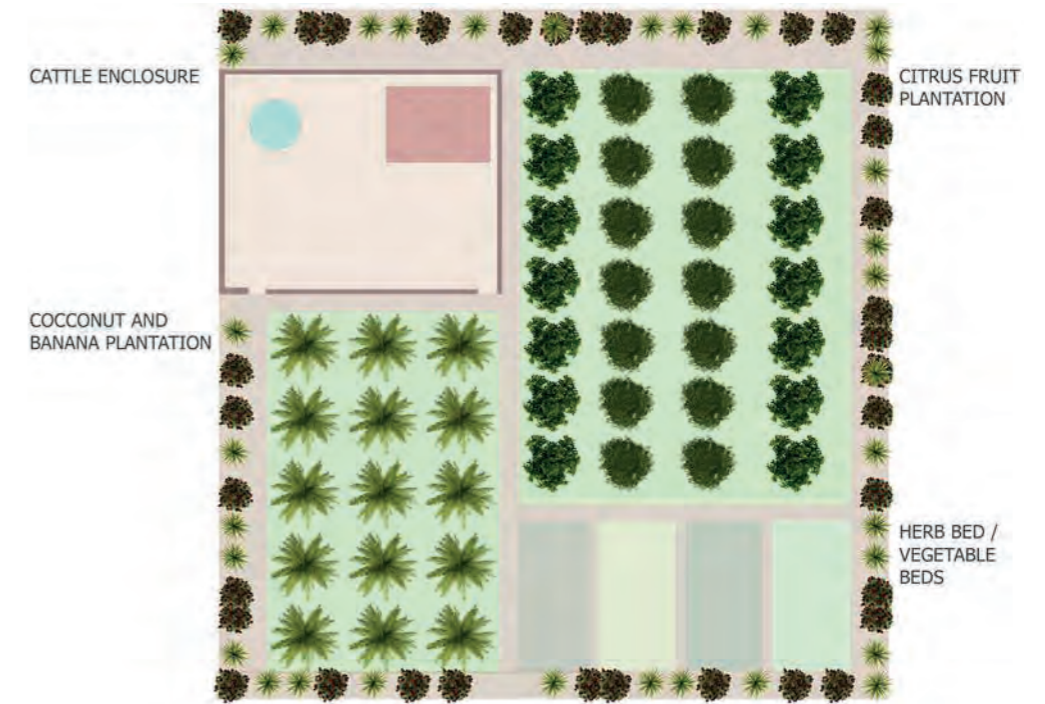 CATTLE ENCLOSURE
CITRUS FRUIT
PLANTATION
COCCONUT AND
BANANA PLANTATION
HERB BED /
VEGETABLE
BEDS